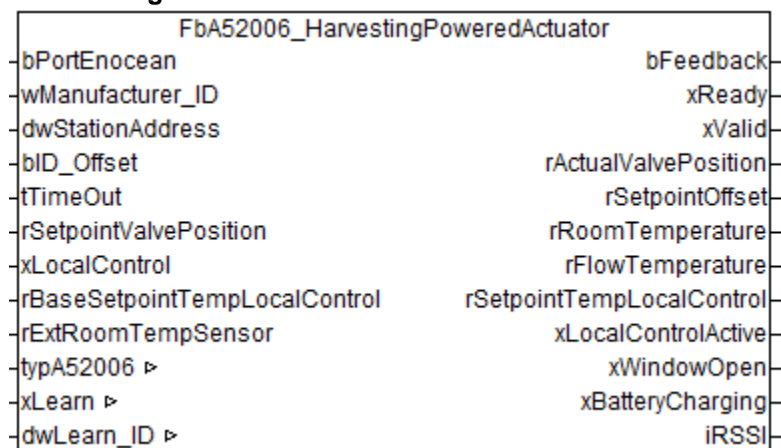 FbA52006_HarvestingPoweredActuator
bPortEnocean bFeedback
wManufacturer_ID xReady
dwStationAddress xValid
bID_Offset rActualValvePosition
tTimeOut rSetpointOffset
rSetpointValvePosition rRoomTemperature
xLocalControl rFlowTemperature
rBaseSetpointTempLocalControl rSetpointTempLocalControl
rExtRoomTempSensor xLocalControlActive
typA52006 ▹ xWindowOpen
xLearn ▹ xBatteryCharging
dwLearn_ID ▹ iRSSI